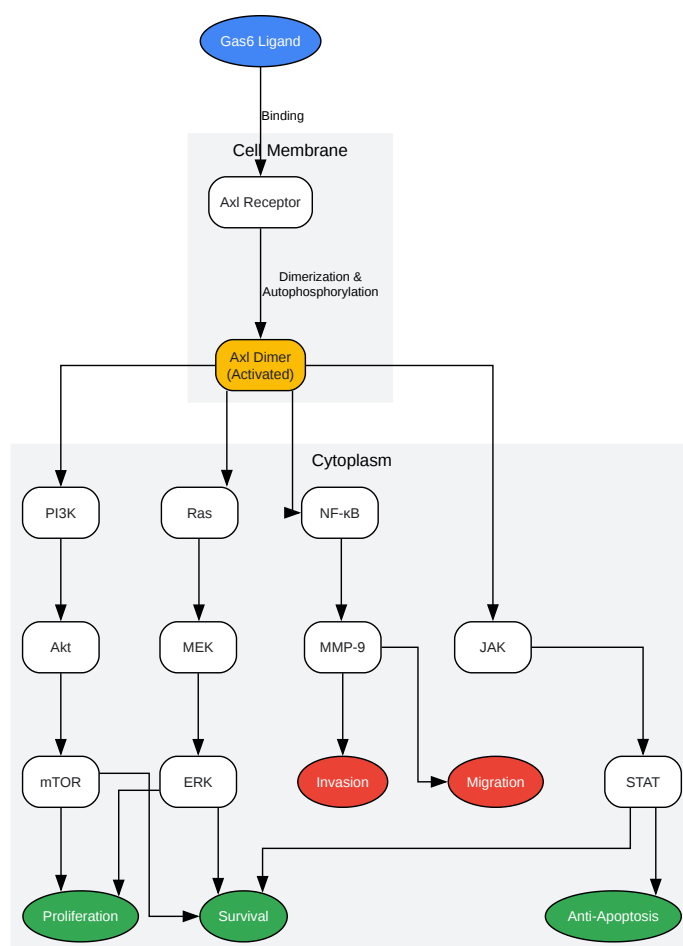 Gas6 Ligand
Binding
Cell Membrane
Axl Receptor
Dimerization &
Autophosphorylation
Axl Dimer
(Activated)
Cytoplasm
PI3K
Ras
NF-κB
Akt
MEK
MMP-9
JAK
mTOR
ERK
Invasion
Migration
STAT
Proliferation
Survival
Anti-Apoptosis